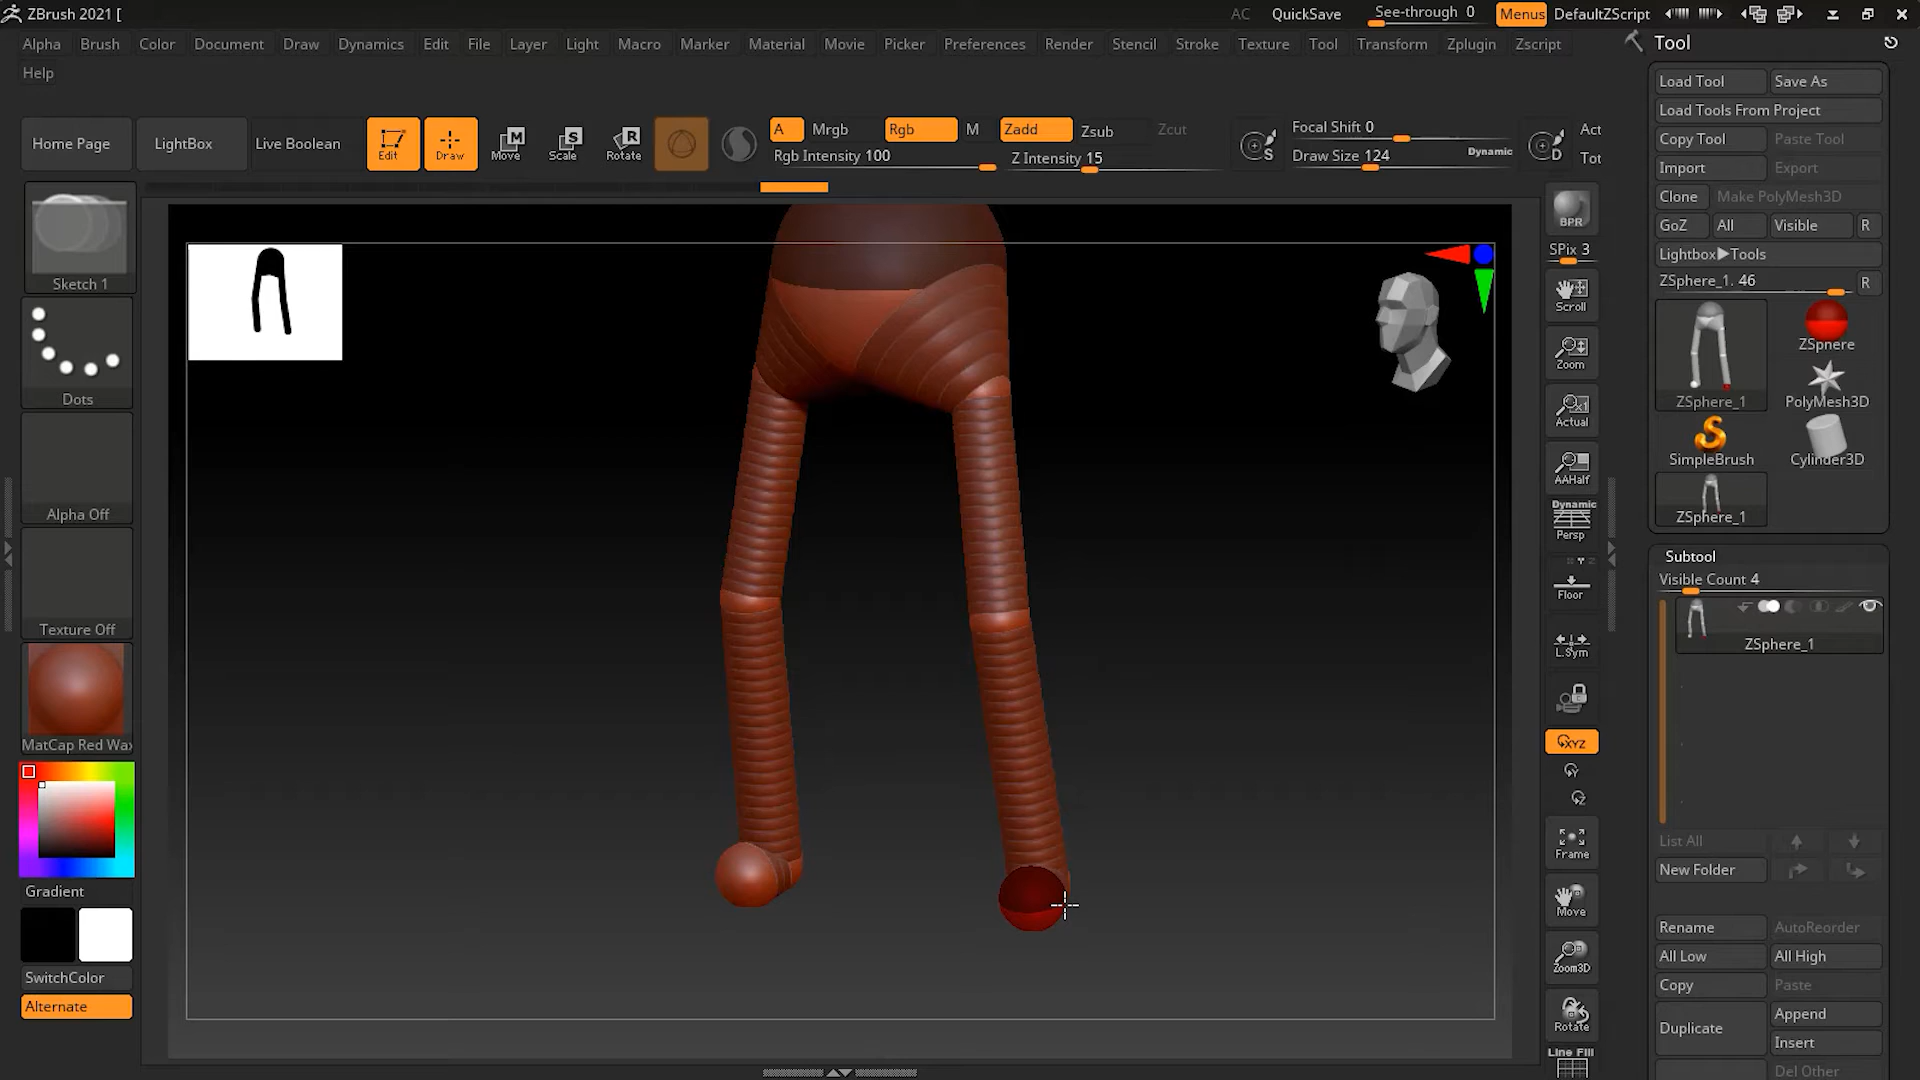 ZBrush 2021 [
AC QuickSave See-through 0 Menus DefaultZScript
Alpha Brush Color Document Draw Dynamics Edit File Layer Light Macro Marker Material Movie Picker Preferences Render Stencil Stroke Texture Tool Transform Zplugin Zscript
Help
Home Page LightBox Live Boolean Edit Draw Move Scale Rotate
A Mrgb Rgb M Zadd Zsub Zcut
Rgb Intensity 100 Z Intensity 15
Focal Shift 0
Draw Size 124 Dynamic
Act
Tot
Sketch 1
Dots
Alpha Off
Texture Off
MatCap Red Wax
Gradient
SwitchColor
Alternate
BPR
SPix 3
Scroll
Zoom
Actual
AAHalf
Dynamic
Persp
Floor
L.Sym
XYZ
Y
Z
Frame
Move
Zoom3D
Rotate
Line Fill
Tool
Load Tool Save As
Load Tools From Project
Copy Tool Paste Tool
Import Export
Clone Make PolyMesh3D
GoZ All Visible R
Lightbox▶Tools
ZSphere_1. 46 R
ZSphere_1 ZSphere
PolyMesh3D
SimpleBrush Cylinder3D
ZSphere_1
Subtool
Visible Count 4
ZSphere_1
List All
New Folder
Rename AutoReorder
All Low All High
Copy Paste
Duplicate Append
Insert
Del Other